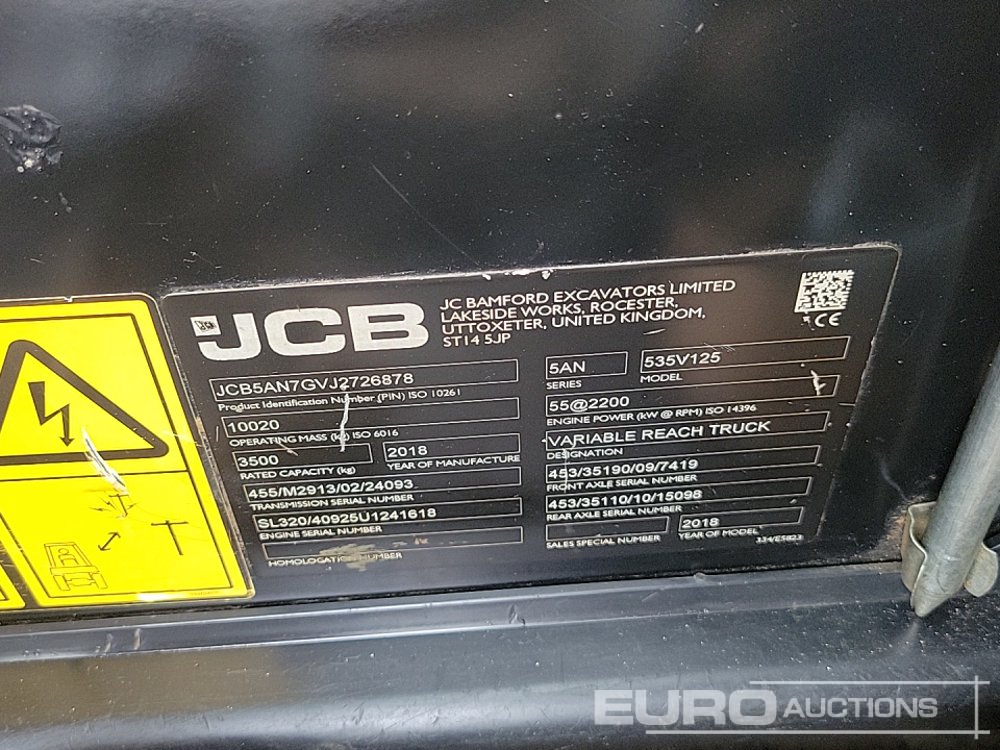 JCB
JC BAMFORD EXCAVATORS LIMITED
LAKESIDE WORKS, ROCESTER,
UTTOXETER, UNITED KINGDOM,
ST14 5JP
CE
JCB5AN7GVJ2726878
Product Identification Number (PIN) ISO 10261
10020
OPERATING MASS (kg) ISO 6016
3500
RATED CAPACITY (kg)
2018
YEAR OF MANUFACTURE
455/M2913/02/24093
TRANSMISSION SERIAL NUMBER
SL320/40925U1241618
ENGINE SERIAL NUMBER
HOMOLOGATION NUMBER
5AN
SERIES
535V125
MODEL
55@2200
ENGINE POWER (kW @ RPM) ISO 14396
VARIABLE REACH TRUCK
DESIGNATION
453/35190/09/7419
FRONT AXLE SERIAL NUMBER
453/35110/10/15098
REAR AXLE SERIAL NUMBER
SALES SPECIAL NUMBER
2018
YEAR OF MODEL
334/E5823
EURO AUCTIONS